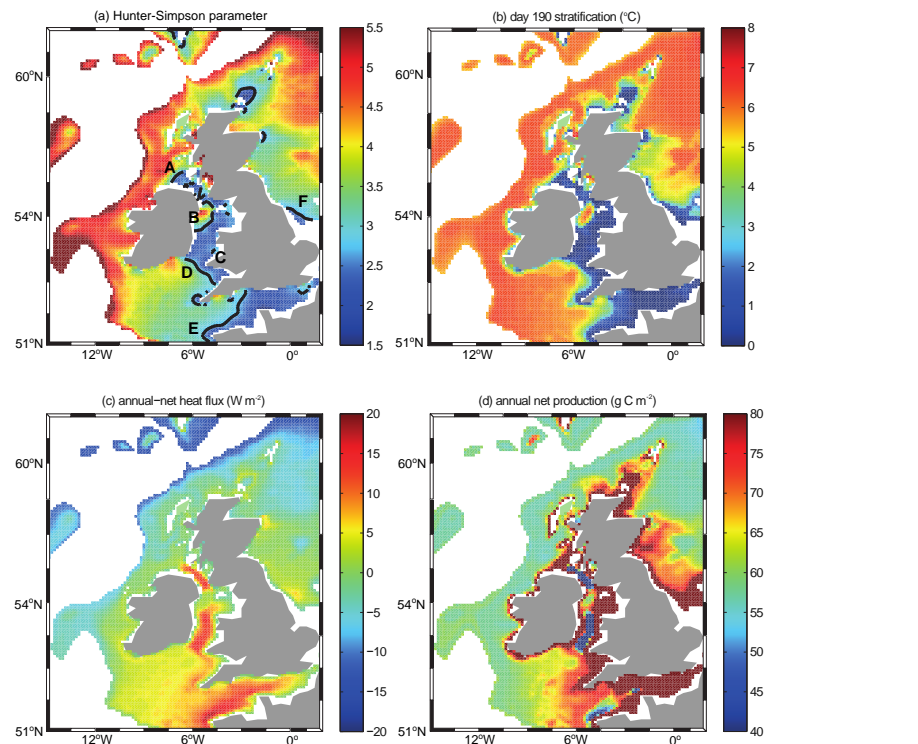 (a) Hunter-Simpson parameter
60°N
54°N
51°N
12°W
6°W
0°
A
B
C
D
E
F
5.5
5
4.5
4
3.5
3
2.5
2
1.5
(b) day 190 stratification (°C)
60°N
54°N
51°N
12°W
6°W
0°
8
7
6
5
4
3
2
1
0
(c) annual−net heat flux (W m-2)
60°N
54°N
51°N
12°W
6°W
0°
20
15
10
5
0
−5
−10
−15
−20
(d) annual net production (g C m-2)
60°N
54°N
51°N
12°W
6°W
0°
80
75
70
65
60
55
50
45
40